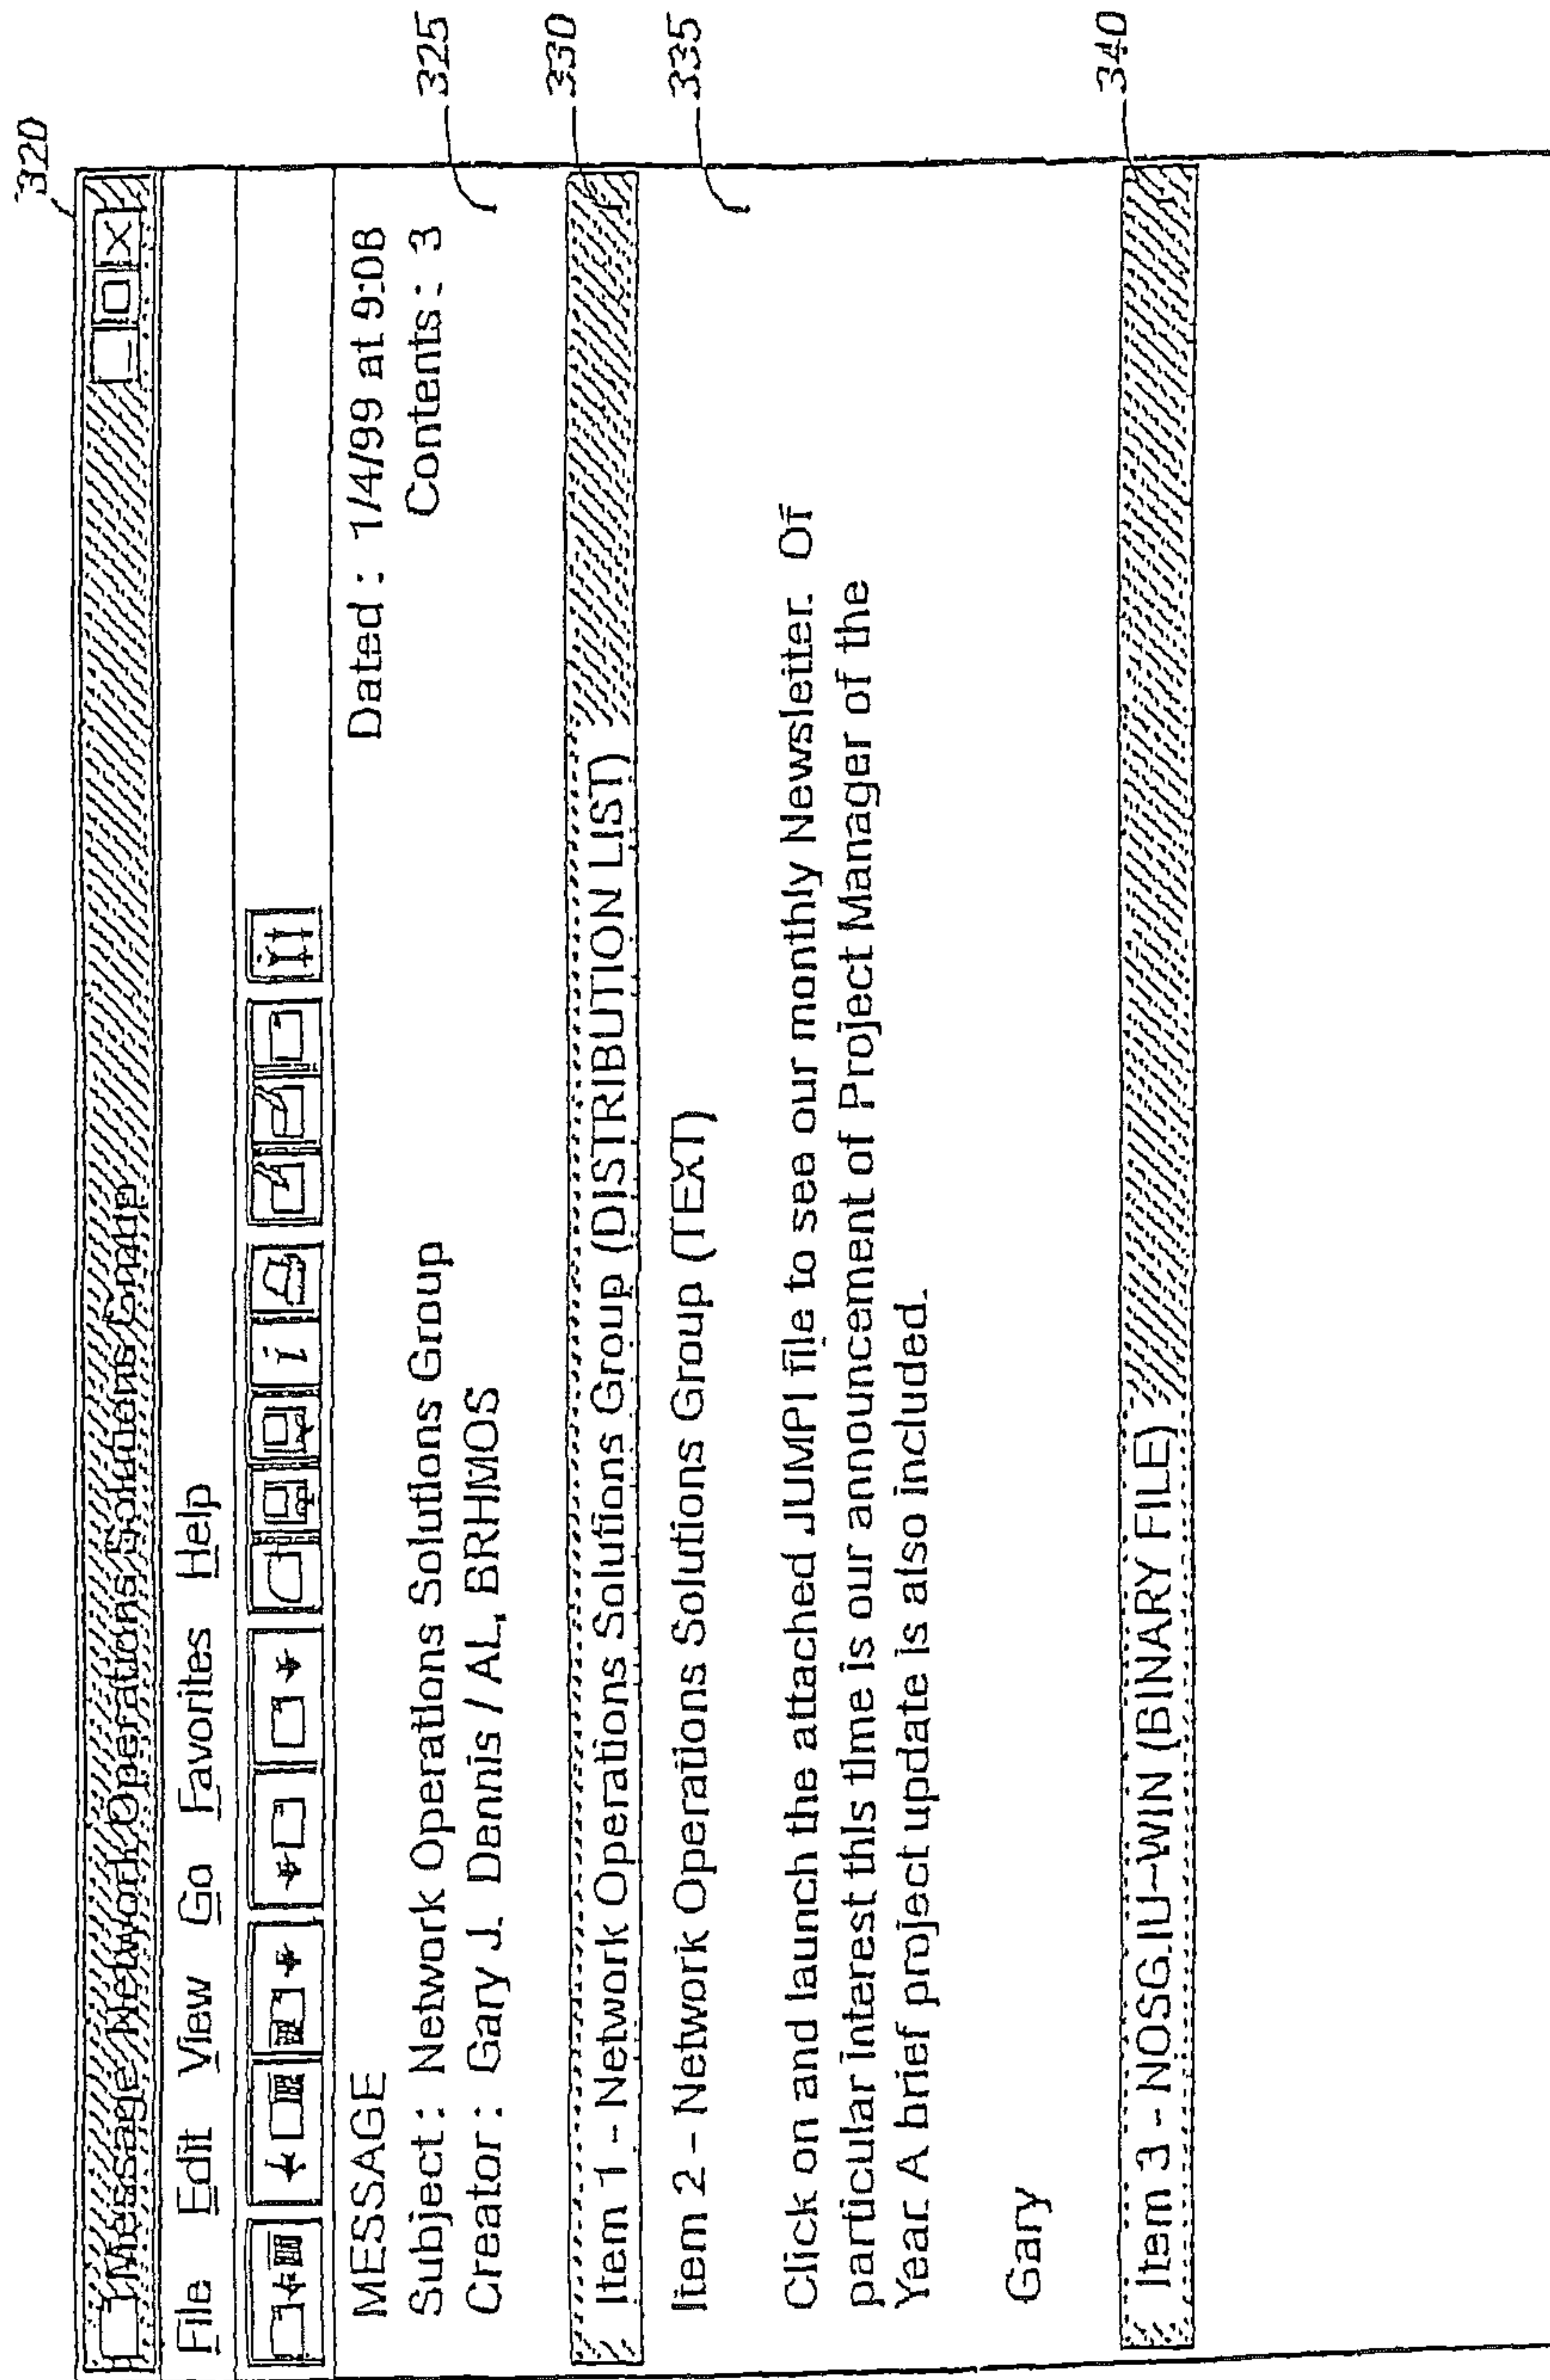 320
Message Network Operations Solutions Group
File Edit View Go Favorites Help
MESSAGE
Dated : 1/4/99 at 9:08
Subject : Network Operations Solutions Group
Contents : 3
Creator : Gary J. Dennis / AL, BRHMOS
325
Item 1 - Network Operations Solutions Group (DISTRIBUTION LIST)
330
Item 2 - Network Operations Solutions Group (TEXT)
335
Click on and launch the attached JUMPI file to see our monthly Newsletter. Of
particular interest this time is our announcement of Project Manager of the
Year. A brief project update is also included.
Gary
Item 3 - NOSG.IU-WIN (BINARY FILE)
340